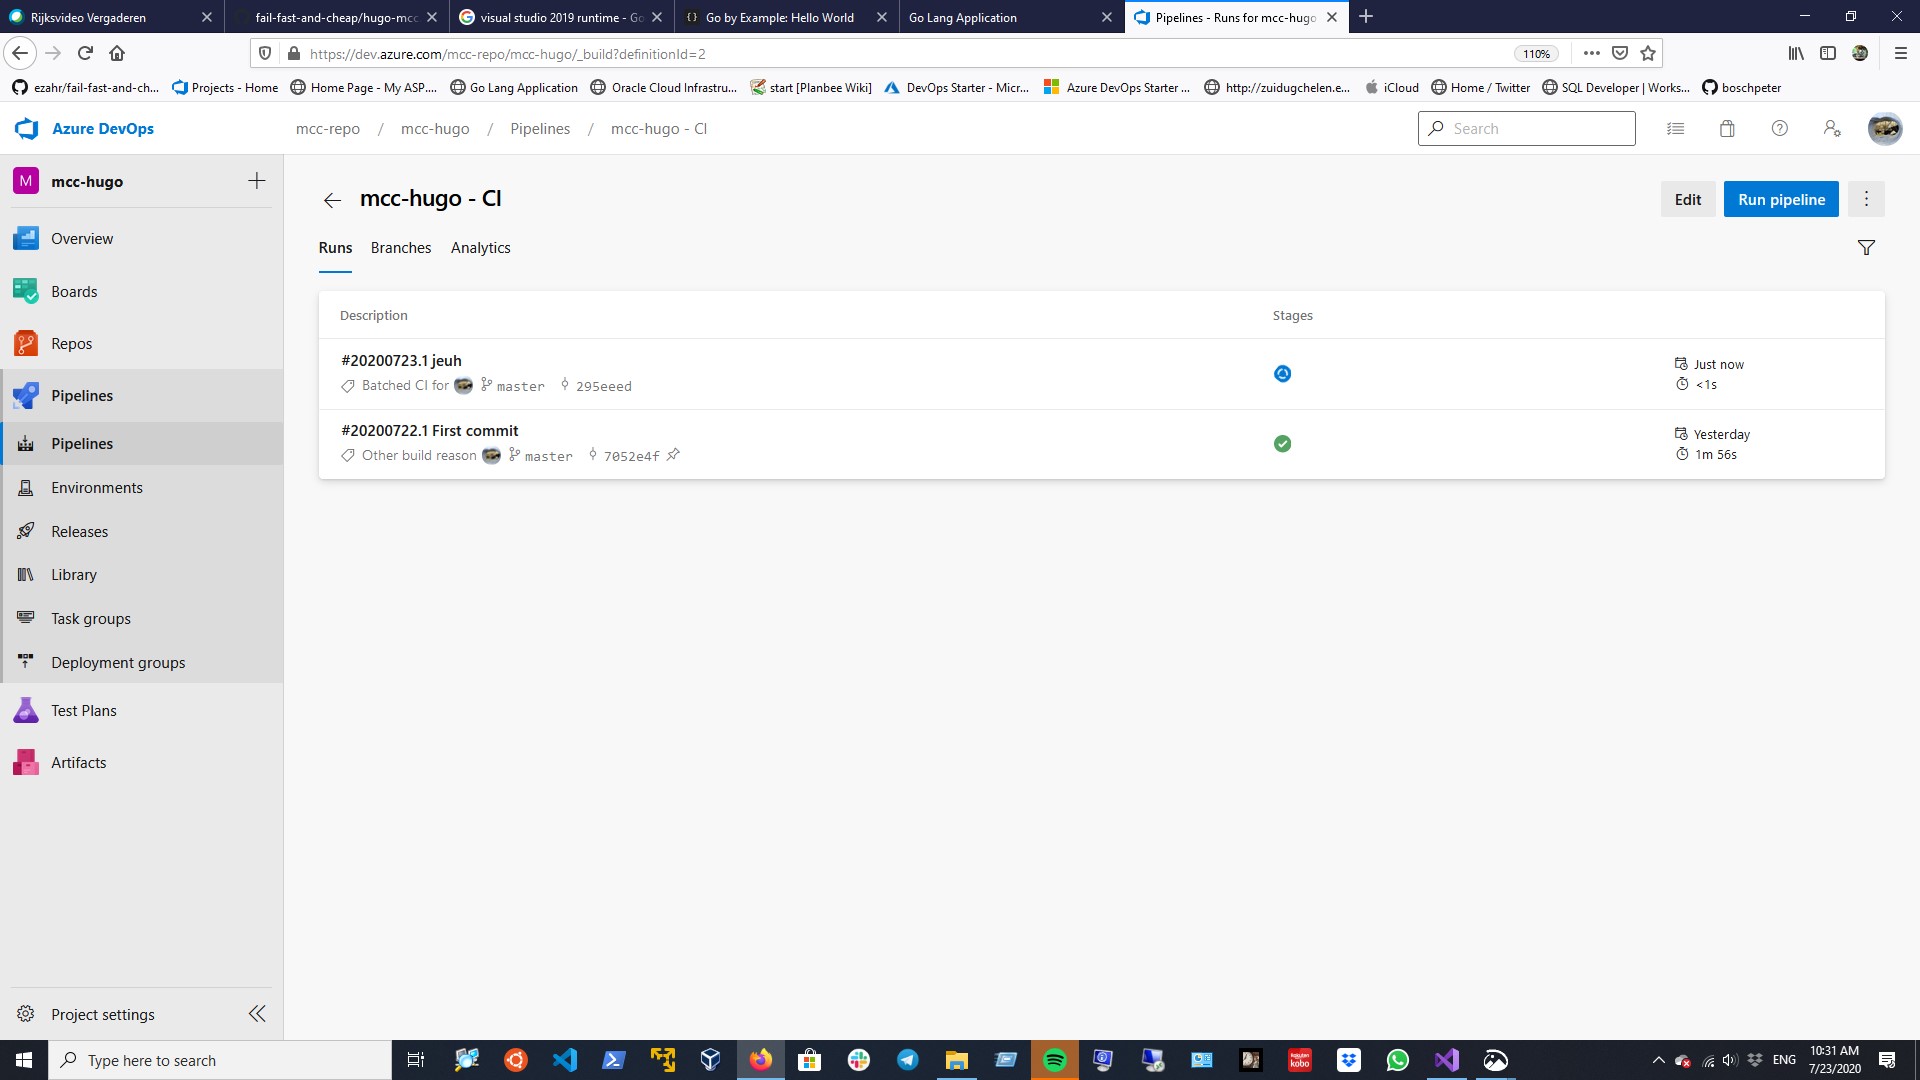 Rijksvideo Vergaderen
fail-fast-and-cheap/hugo-mcc
visual studio 2019 runtime - Go
Go by Example: Hello World
Go Lang Application
Pipelines - Runs for mcc-hugo
https://dev.azure.com/mcc-repo/mcc-hugo/_build?definitionId=2
110%
ezahr/fail-fast-and-ch...
Projects - Home
Home Page - My ASP....
Go Lang Application
Oracle Cloud Infrastru...
start [Planbee Wiki]
DevOps Starter - Micr...
Azure DevOps Starter ...
http://zuidugchelen.e...
iCloud
Home / Twitter
SQL Developer | Works...
boschpeter
Azure DevOps
mcc-repo / mcc-hugo / Pipelines / mcc-hugo - CI
Search
M
mcc-hugo
Overview
Boards
Repos
Pipelines
Pipelines
Environments
Releases
Library
Task groups
Deployment groups
Test Plans
Artifacts
Project settings
mcc-hugo - CI
Edit
Run pipeline
Runs
Branches
Analytics
Description
Stages
#20200723.1 jeuh
Batched CI for master 295eeed
Just now
<1s
#20200722.1 First commit
Other build reason master 7052e4f
Yesterday
1m 56s
Type here to search
Rakuten
kobo
ENG
10:31 AM
7/23/2020